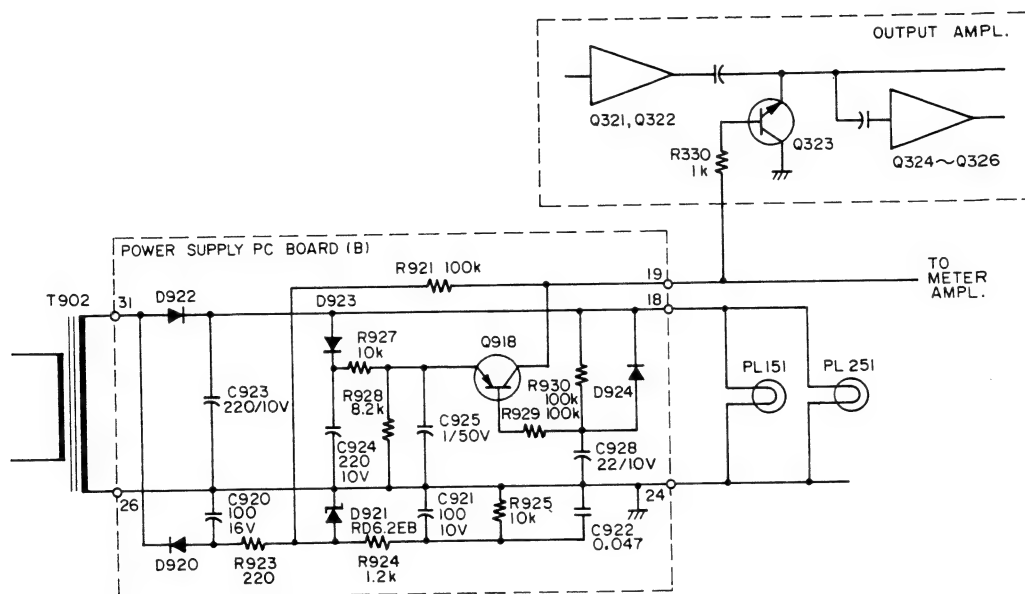 OUTPUT AMPL.
Q321, Q322
Q323
R330
1k
Q324～Q326
POWER SUPPLY PC BOARD (B)
R921 100k
19
TO
METER
AMPL.
T902
31
D922
D923
18
R927
10k
Q918
PL151
PL251
R928
8.2k
R930
100k
D924
C923
220/10V
C925
1/50V
R929
100k
C924
220
10V
C928
22/10V
26
24
C920
100
16V
D921
RD6.2EB
C921
100
10V
R925
10k
C922
0.047
D920
R923
220
R924
1.2k